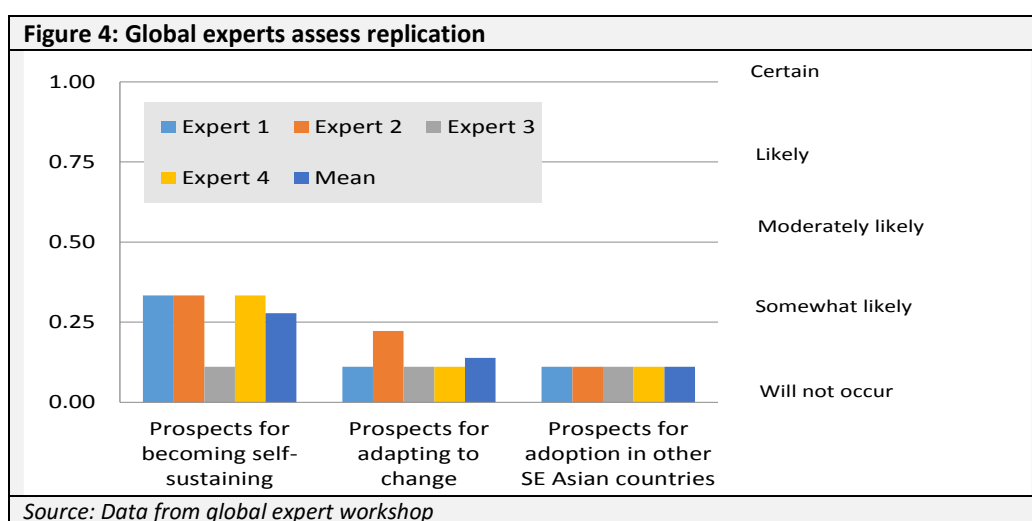 Figure 4: Global experts assess replication
1.00
Certain
Expert 1
Expert 2
Expert 3
0.75
Likely
Expert 4
Mean
0.50
Moderately likely
0.25
Somewhat likely
0.00
Will not occur
Prospects for
becoming self-
sustaining
Prospects for
adapting to
change
Prospects for
adoption in other
SE Asian countries
Source: Data from global expert workshop